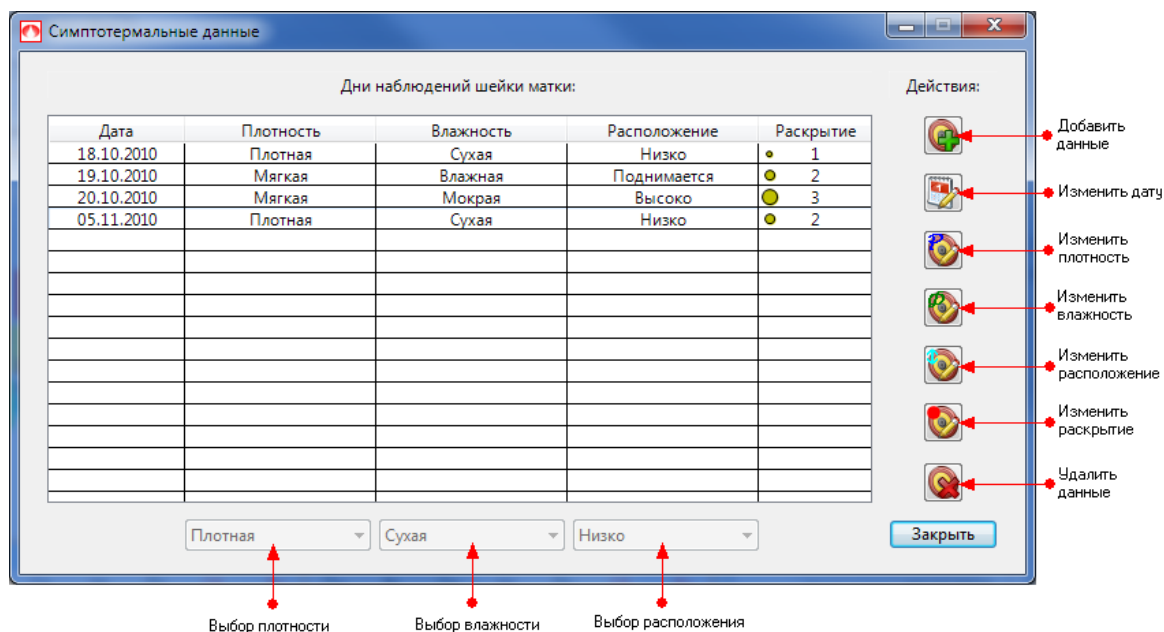 Симптотермальные данные
Дни наблюдений шейки матки:
Действия:
Дата Плотность Влажность Расположение Раскрытие
18.10.2010 Плотная Сухая Низко 1
19.10.2010 Мягкая Влажная Поднимается 2
20.10.2010 Мягкая Мокрая Высоко 3
05.11.2010 Плотная Сухая Низко 2
Добавить
данные
Изменить дату
Изменить
плотность
Изменить
влажность
Изменить
расположение
Изменить
раскрытие
Удалить
данные
Плотная Сухая Низко
Закрыть
Выбор плотности Выбор влажности Выбор расположения